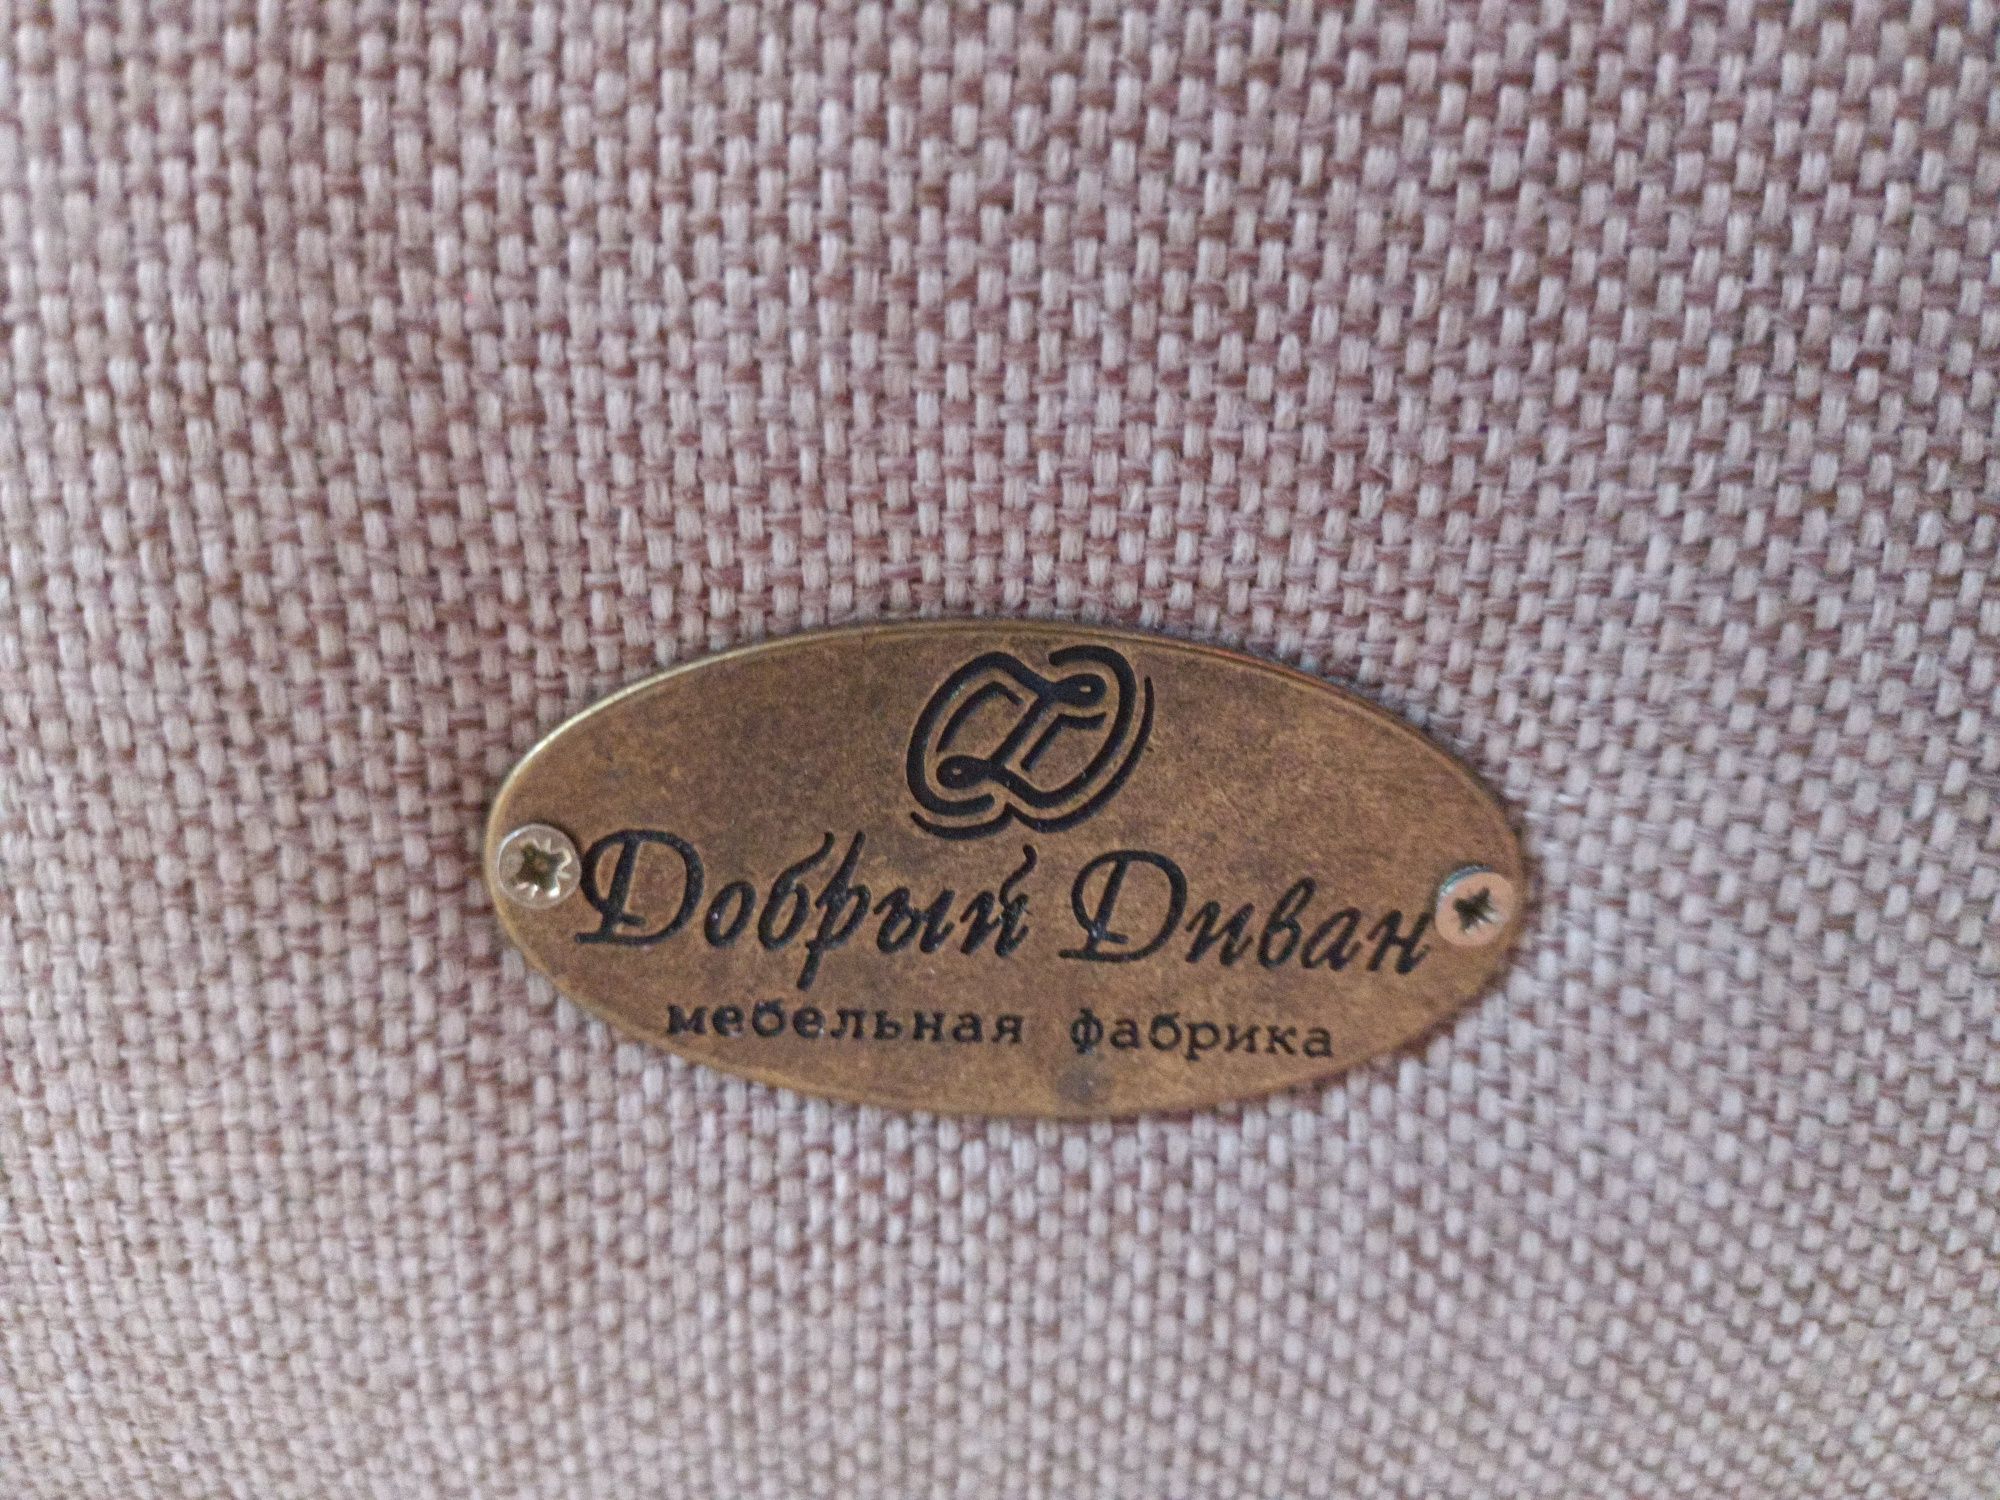 Добрый Диван
мебельная фабрика